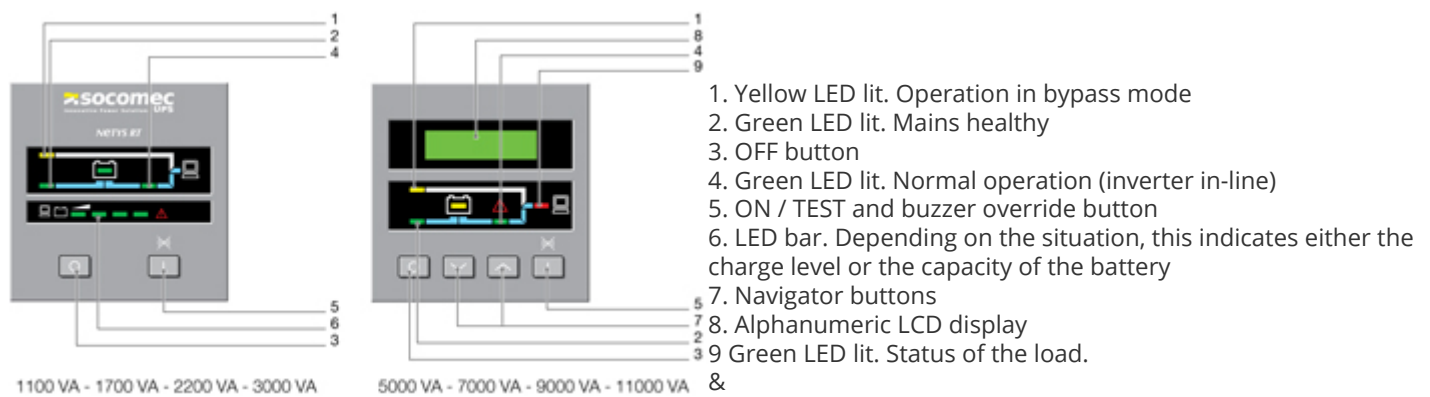 1
2
4
socomec
Innovative Power Solutions
UPS
NETYS RT
5
6
3
1100 VA - 1700 VA - 2200 VA - 3000 VA
1
8
4
9
5
7
2
3
5000 VA - 7000 VA - 9000 VA - 11000 VA
1. Yellow LED lit. Operation in bypass mode
2. Green LED lit. Mains healthy
3. OFF button
4. Green LED lit. Normal operation (inverter in-line)
5. ON / TEST and buzzer override button
6. LED bar. Depending on the situation, this indicates either the
charge level or the capacity of the battery
7. Navigator buttons
8. Alphanumeric LCD display
9 Green LED lit. Status of the load.
&